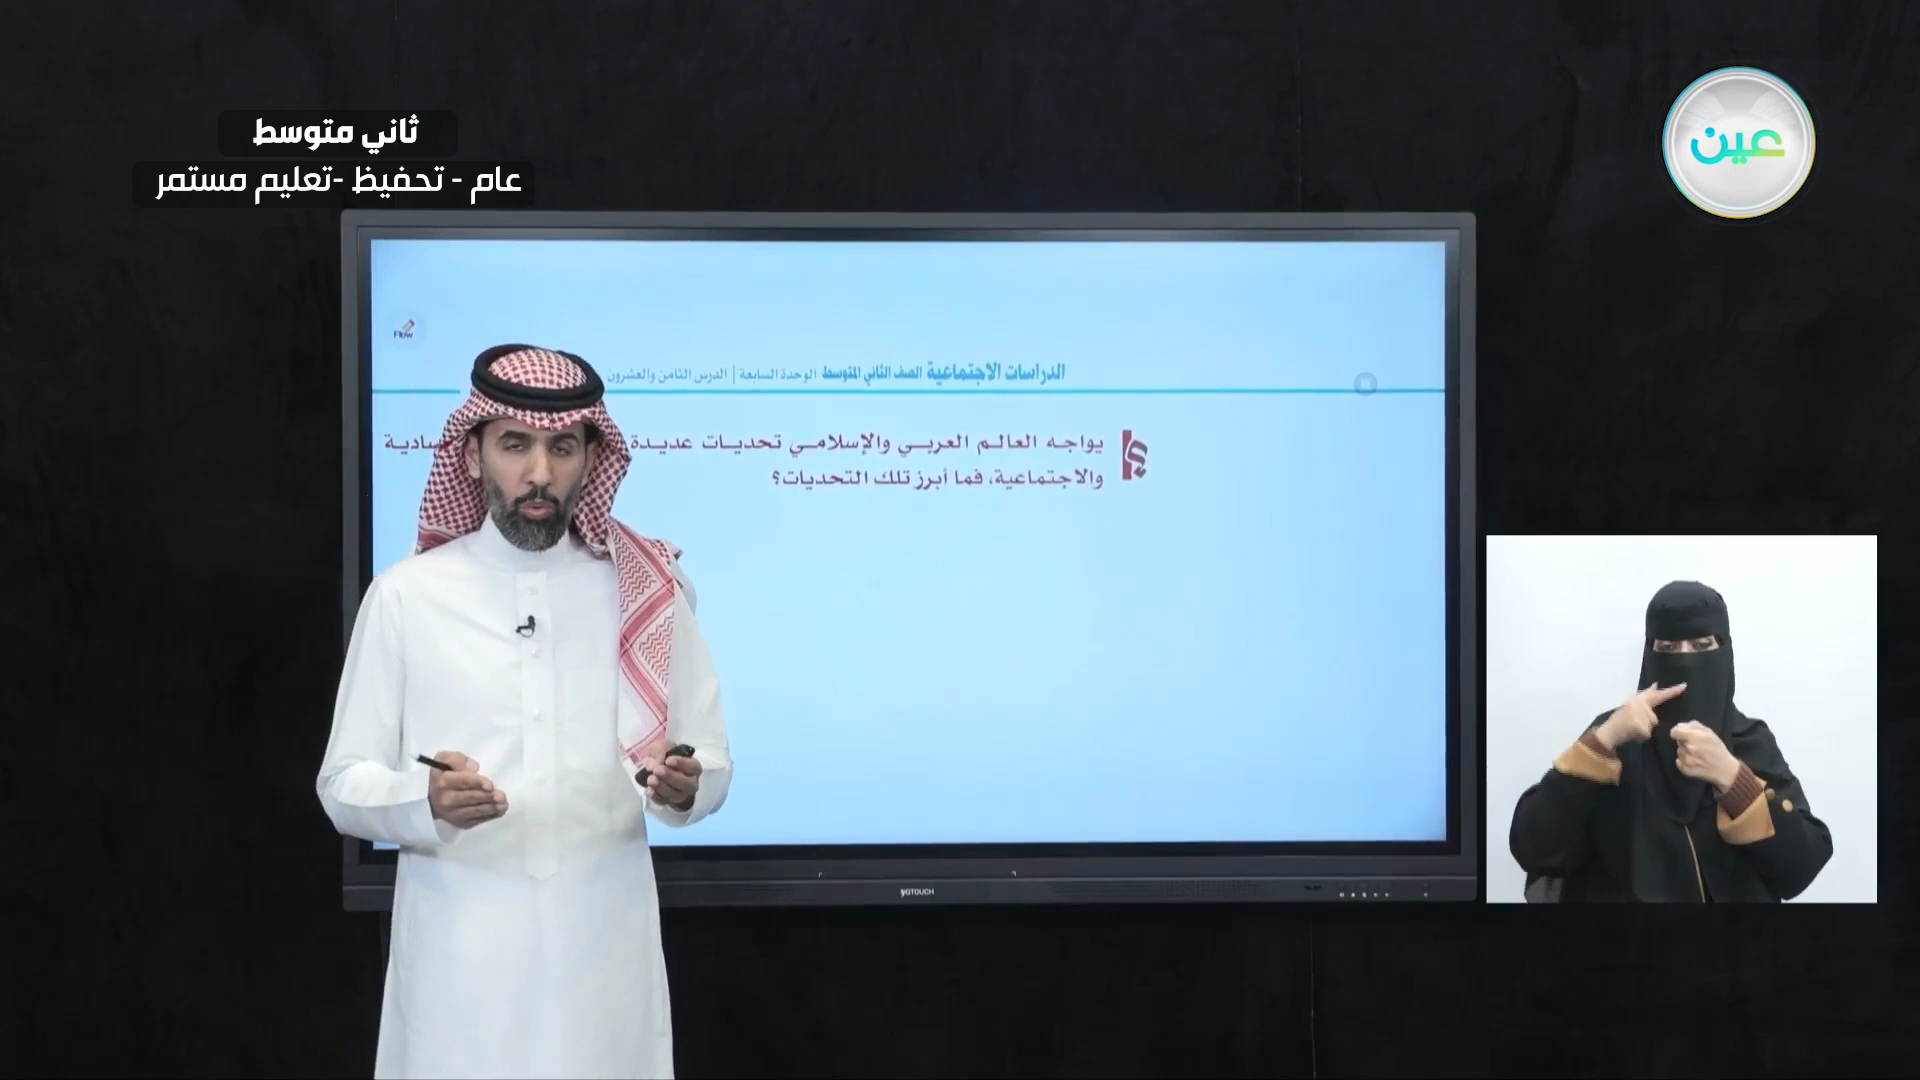 ثاني متوسط
عام - تحفيظ -تعليم مستمر
عين
Flow
الدراسات الاجتماعية الصف الثاني المتوسط الوحدة السابعة | الدرس الثامن والعشرون
يواجه العالم العربي والإسلامي تحديات عديدة
والاجتماعية، فما أبرز تلك التحديات؟
؟